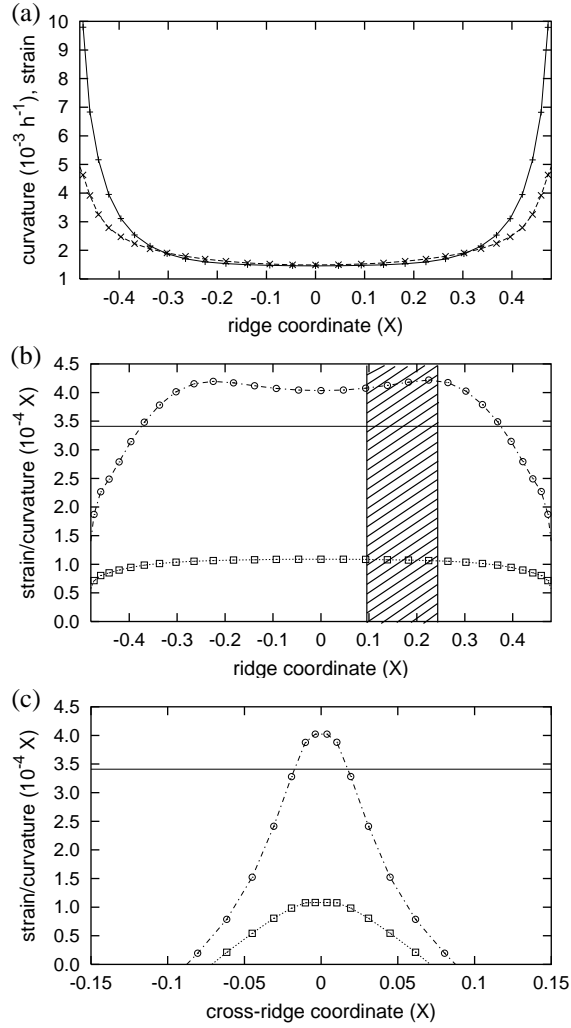 (a)
curvature (10⁻³ h⁻¹), strain
10
9
8
7
6
5
4
3
2
1
-0.4 -0.3 -0.2 -0.1 0 0.1 0.2 0.3 0.4
ridge coordinate (X)
(b)
strain/curvature (10⁻⁴ X)
4.5
4.0
3.5
3.0
2.5
2.0
1.5
1.0
0.5
0.0
-0.4 -0.3 -0.2 -0.1 0 0.1 0.2 0.3 0.4
ridge coordinate (X)
(c)
strain/curvature (10⁻⁴ X)
4.5
4.0
3.5
3.0
2.5
2.0
1.5
1.0
0.5
0.0
-0.15 -0.10 -0.05 0 0.05 0.10 0.15
cross-ridge coordinate (X)